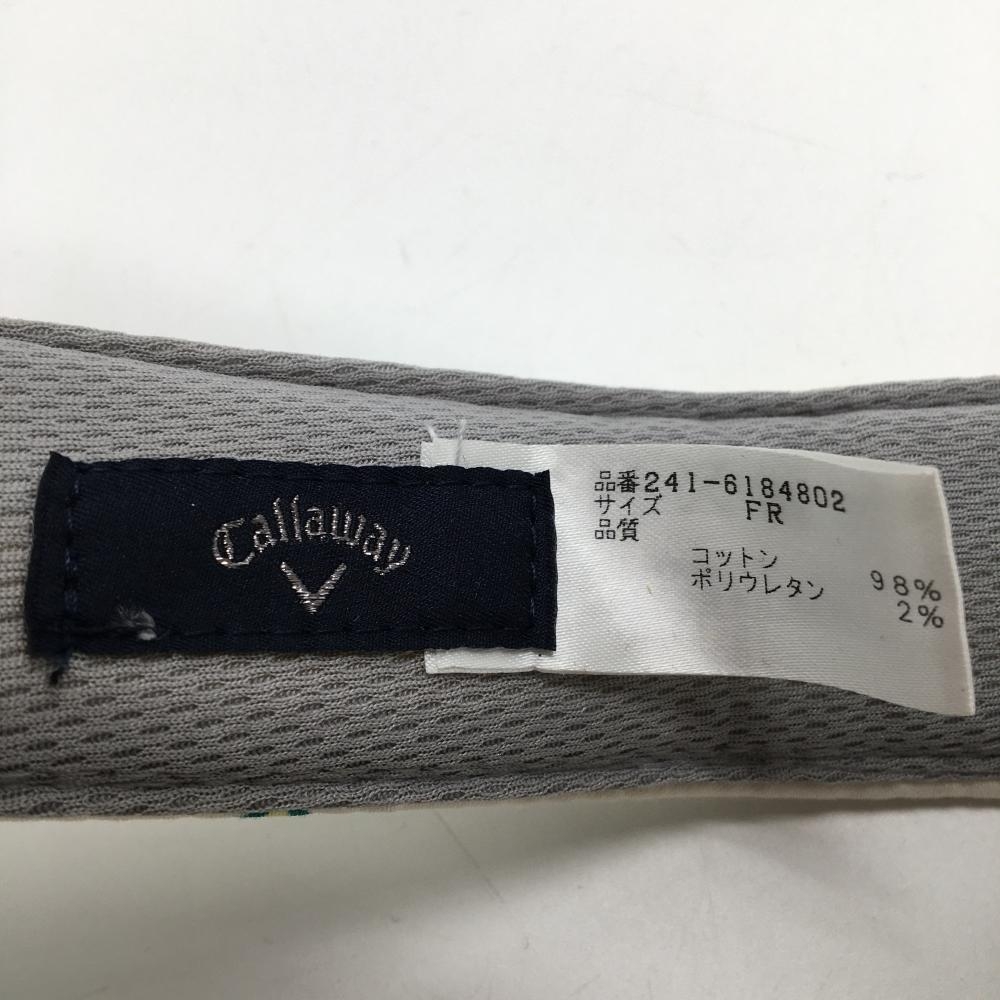 Callaway
品番241-6184802
サイズ FR
品質
コットン 98%
ポリウレタン 2%